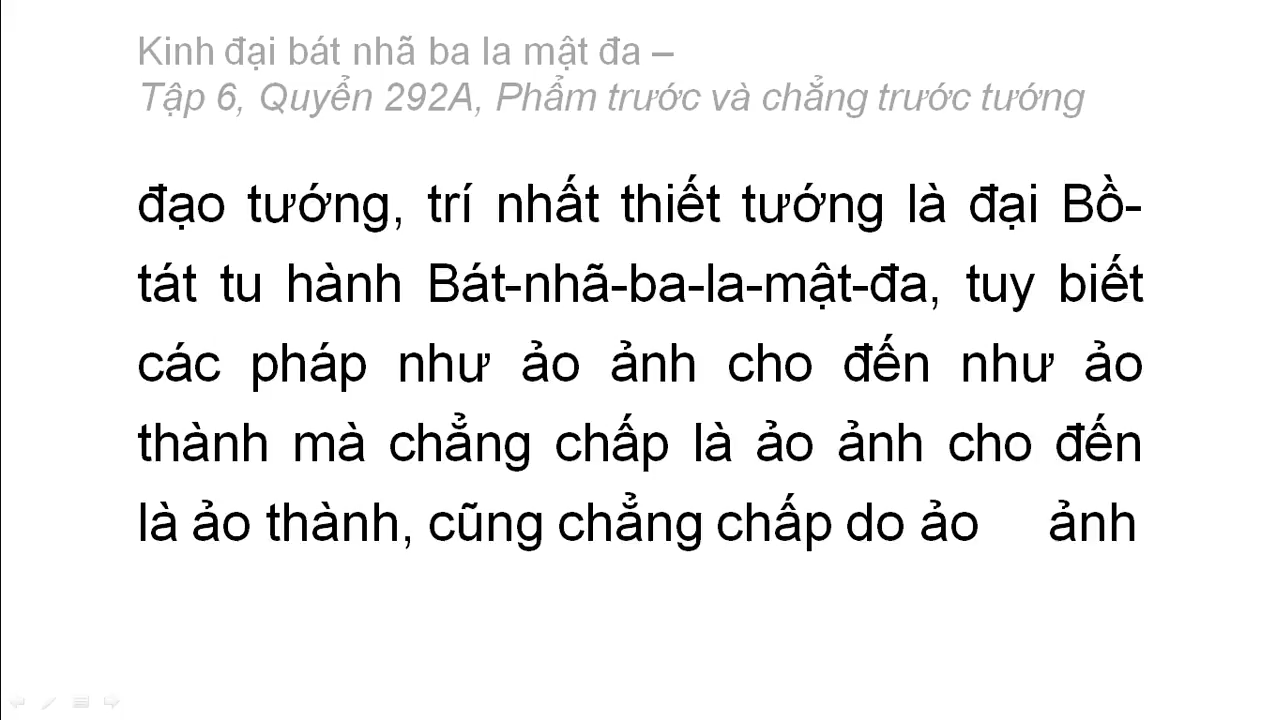 Kinh đại bát nhã ba la mật đa –
Tập 6, Quyển 292A, Phẩm trước và chẳng trước tướng
đạo tướng, trí nhất thiết tướng là đại Bồ-
tát tu hành Bát-nhã-ba-la-mật-đa, tuy biết
các pháp như ảo ảnh cho đến như ảo
thành mà chẳng chấp là ảo ảnh cho đến
là ảo thành, cũng chẳng chấp do ảo ảnh